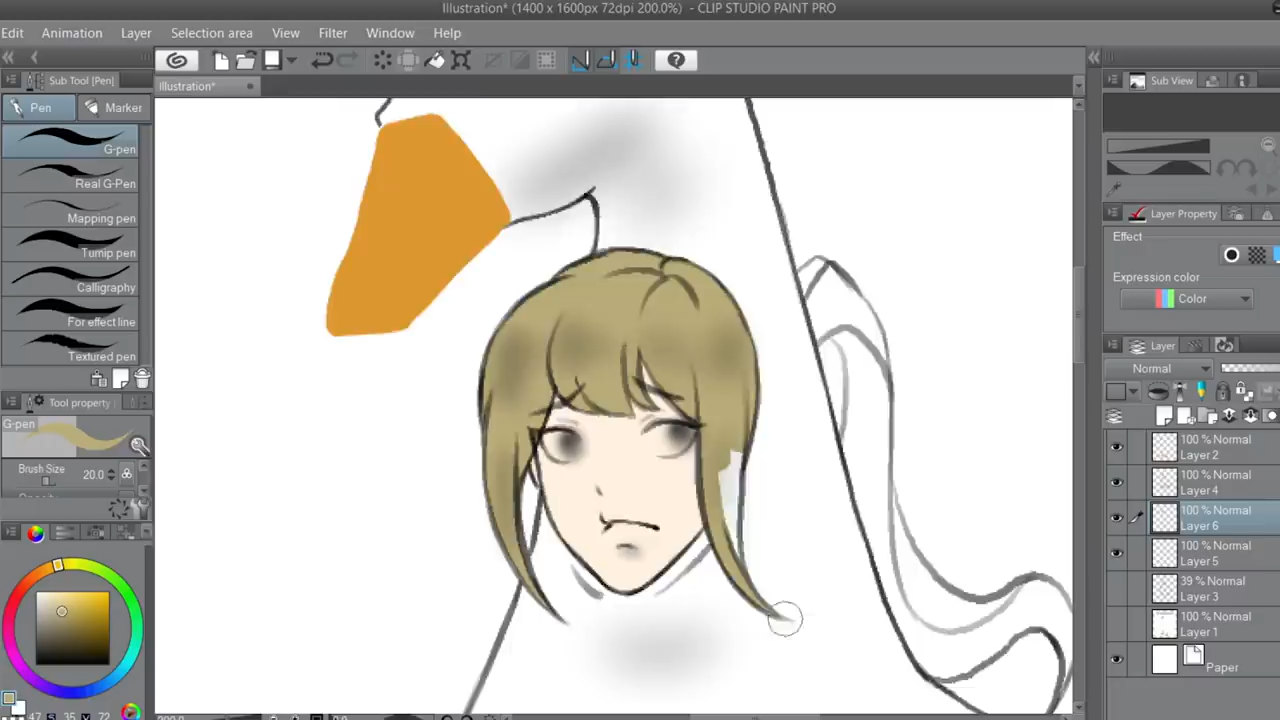 Illustration* (1400 x 1600px 72dpi 200.0%) - CLIP STUDIO PAINT PRO
Edit Animation Layer Selection area View Filter Window Help
Sub Tool [Pen]
Illustration*
Sub View
Pen Marker
G-pen
Real G-Pen
Mapping pen
Turnip pen
Calligraphy
For effect line
Textured pen
Tool property
G-pen
Brush Size 20.0
Layer Property
Effect
Expression color
Color
Layer
Normal
100 % Normal
Layer 2
100 % Normal
Layer 4
100 % Normal
Layer 6
100 % Normal
Layer 5
39 % Normal
Layer 3
100 % Normal
Layer 1
Paper
47 S 35 V 72